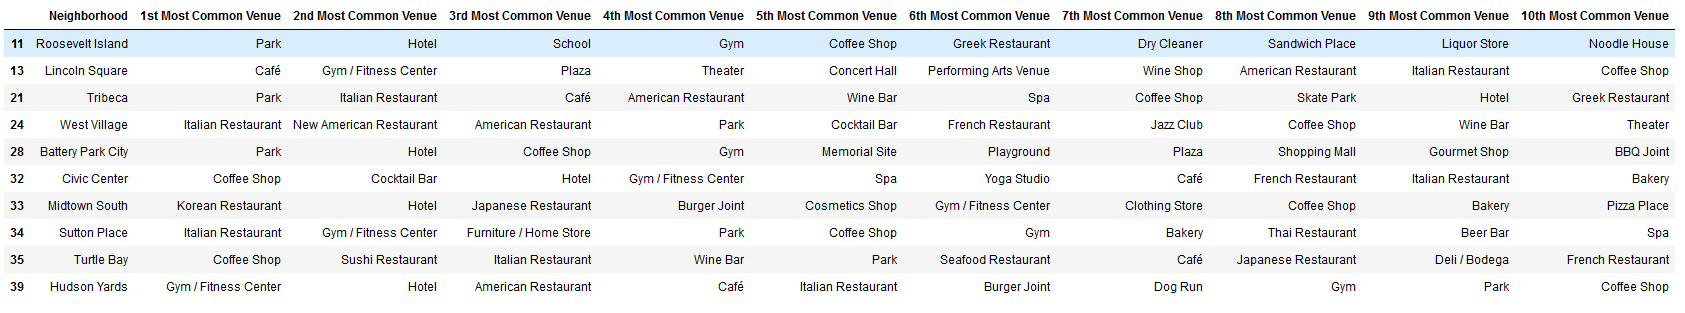 Neighborhood 1st Most Common Venue 2nd Most Common Venue 3rd Most Common Venue 4th Most Common Venue 5th Most Common Venue 6th Most Common Venue 7th Most Common Venue 8th Most Common Venue 9th Most Common Venue 10th Most Common Venue
11 Roosevelt Island Park Hotel School Gym Coffee Shop Greek Restaurant Dry Cleaner Sandwich Place Liquor Store Noodle House
13 Lincoln Square Café Gym / Fitness Center Plaza Theater Concert Hall Performing Arts Venue Wine Shop American Restaurant Italian Restaurant Coffee Shop
21 Tribeca Park Italian Restaurant Café American Restaurant Wine Bar Spa Coffee Shop Skate Park Hotel Greek Restaurant
24 West Village Italian Restaurant New American Restaurant American Restaurant Park Cocktail Bar French Restaurant Jazz Club Coffee Shop Wine Bar Theater
28 Battery Park City Park Hotel Coffee Shop Gym Memorial Site Playground Plaza Shopping Mall Gourmet Shop BBQ Joint
32 Civic Center Coffee Shop Cocktail Bar Hotel Gym / Fitness Center Spa Yoga Studio Café French Restaurant Italian Restaurant Bakery
33 Midtown South Korean Restaurant Hotel Japanese Restaurant Burger Joint Cosmetics Shop Gym / Fitness Center Clothing Store Coffee Shop Bakery Pizza Place
34 Sutton Place Italian Restaurant Gym / Fitness Center Furniture / Home Store Park Coffee Shop Gym Bakery Thai Restaurant Beer Bar Spa
35 Turtle Bay Coffee Shop Sushi Restaurant Italian Restaurant Wine Bar Park Seafood Restaurant Café Japanese Restaurant Deli / Bodega French Restaurant
39 Hudson Yards Gym / Fitness Center Hotel American Restaurant Café Italian Restaurant Burger Joint Dog Run Gym Park Coffee Shop